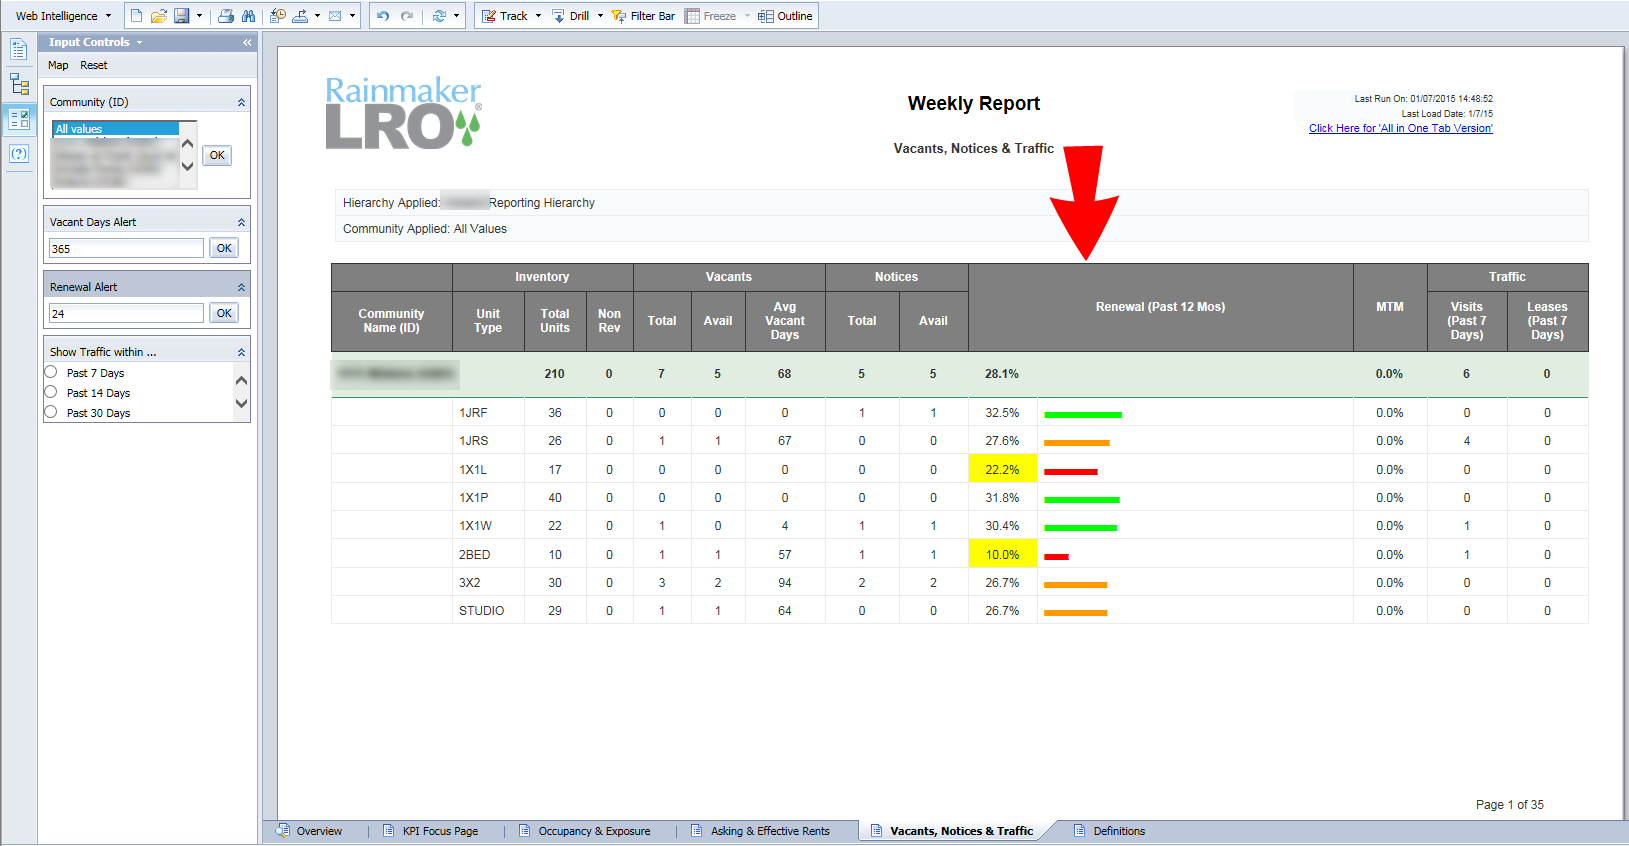 Web Intelligence Track Drill Filter Bar Freeze Outline
Input Controls
Map Reset
Community (ID)
All values
OK
Vacant Days Alert
365 OK
Renewal Alert
24 OK
Show Traffic within ...
Past 7 Days
Past 14 Days
Past 30 Days
Rainmaker
LRO®
Weekly Report
Vacants, Notices & Traffic
Last Run On: 01/07/2015 14:48:52
Last Load Date: 1/7/15
Click Here for 'All in One Tab Version'
Hierarchy Applied: Reporting Hierarchy
Community Applied: All Values
Inventory Vacants Notices Renewal (Past 12 Mos) MTM Traffic
Community Name (ID) Unit Type Total Units Non Rev Total Avail Avg Vacant Days Total Avail Visits (Past 7 Days) Leases (Past 7 Days)
210 0 7 5 68 5 5 28.1% 0.0% 6 0
1JRF 36 0 0 0 0 1 1 32.5% 0.0% 0 0
1JRS 26 0 1 1 67 0 0 27.6% 0.0% 4 0
1X1L 17 0 0 0 0 0 0 22.2% 0.0% 0 0
1X1P 40 0 0 0 0 0 0 31.8% 0.0% 0 0
1X1W 22 0 1 0 4 1 1 30.4% 0.0% 1 0
2BED 10 0 1 1 57 1 1 10.0% 0.0% 1 0
3X2 30 0 3 2 94 2 2 26.7% 0.0% 0 0
STUDIO 29 0 1 1 64 0 0 26.7% 0.0% 0 0
Page 1 of 35
Overview KPI Focus Page Occupancy & Exposure Asking & Effective Rents Vacants, Notices & Traffic Definitions